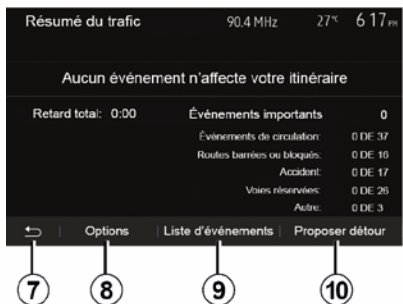 Résumé du trafic 90.4 MHz 27°C 6 17 PM
Aucun événement n'affecte votre itinéraire
Retard total: 0:00 Événements importants 0
Événements de circulation: 0 DE 37
Routes barrées ou bloqués: 0 DE 16
Accident: 0 DE 17
Voies réservées: 0 DE 26
Autre: 0 DE 3
Options Liste d'événements Proposer détour
7 8 9 10